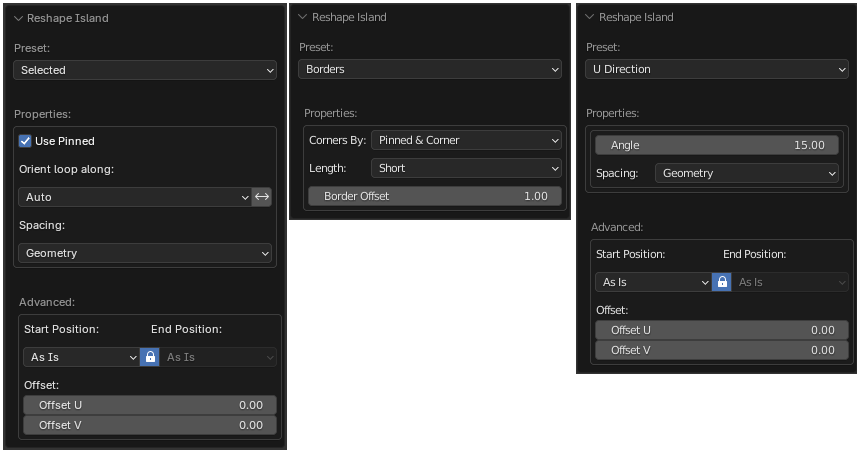 Reshape Island
Preset:
Selected
Properties:
Use Pinned
Orient loop along:
Auto
Spacing:
Geometry
Advanced:
Start Position: End Position:
As Is As Is
Offset:
Offset U 0.00
Offset V 0.00
Reshape Island
Preset:
Borders
Properties:
Corners By: Pinned & Corner
Length: Short
Border Offset 1.00
Reshape Island
Preset:
U Direction
Properties:
Angle 15.00
Spacing: Geometry
Advanced:
Start Position: End Position:
As Is As Is
Offset:
Offset U 0.00
Offset V 0.00